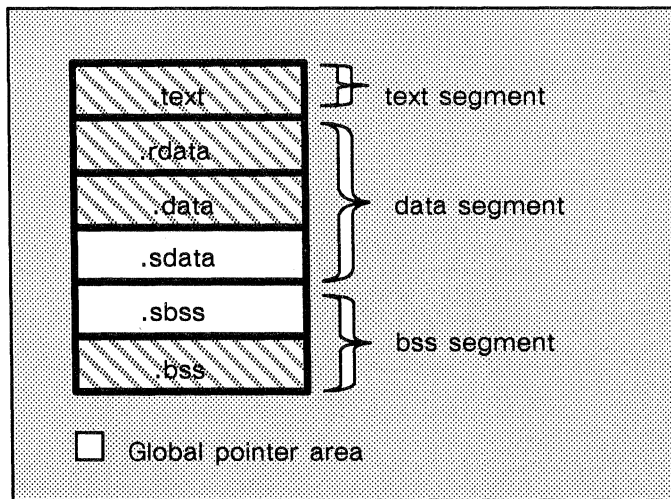 .text
text segment
.rdata
.data
data segment
.sdata
.sbss
bss segment
.bss
Global pointer area